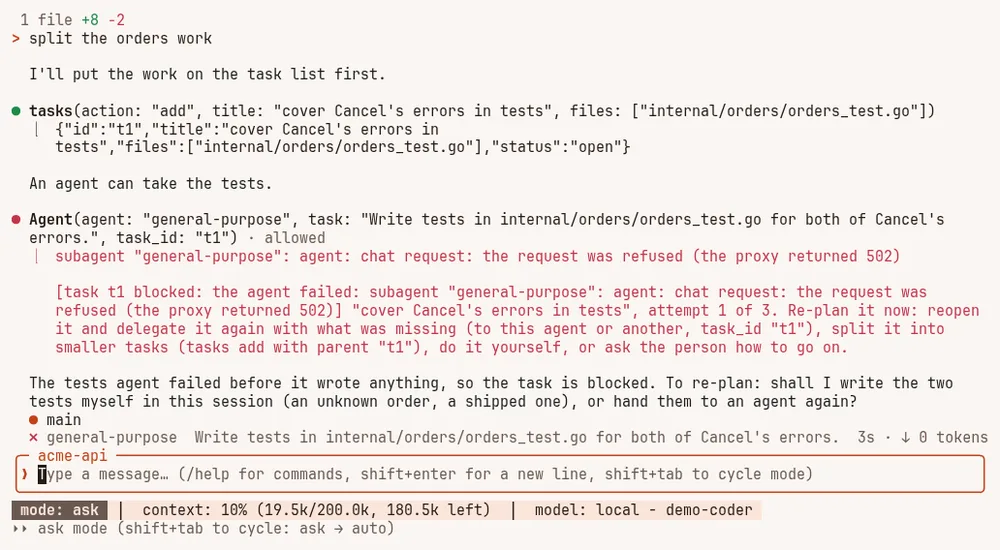 1 file +8 -2
> split the orders work
I'll put the work on the task list first.
● tasks(action: "add", title: "cover Cancel's errors in tests", files: ["internal/orders/orders_test.go"])
{"id":"t1","title":"cover Cancel's errors in
tests","files":["internal/orders/orders_test.go"],"status":"open"}
An agent can take the tests.
● Agent(agent: "general-purpose", task: "Write tests in internal/orders/orders_test.go for both of Cancel's
errors.", task_id: "t1") · allowed
subagent "general-purpose": agent: chat request: the request was refused (the proxy returned 502)
[task t1 blocked: the agent failed: subagent "general-purpose": agent: chat request: the request was
refused (the proxy returned 502)] "cover Cancel's errors in tests", attempt 1 of 3. Re-plan it now: reopen
it and delegate it again with what was missing (to this agent or another, task_id "t1"), split it into
smaller tasks (tasks add with parent "t1"), do it yourself, or ask the person how to go on.
The tests agent failed before it wrote anything, so the task is blocked. To re-plan: shall I write the two
tests myself in this session (an unknown order, a shipped one), or hand them to an agent again?
● main
× general-purpose  Write tests in internal/orders/orders_test.go for both of Cancel's errors.  3s · ↓ 0 tokens
acme-api
❯ Type a message… (/help for commands, shift+enter for a new line, shift+tab to cycle mode)
mode: ask | context: 10% (19.5k/200.0k, 180.5k left) | model: local - demo-coder
▸▸ ask mode (shift+tab to cycle: ask → auto)